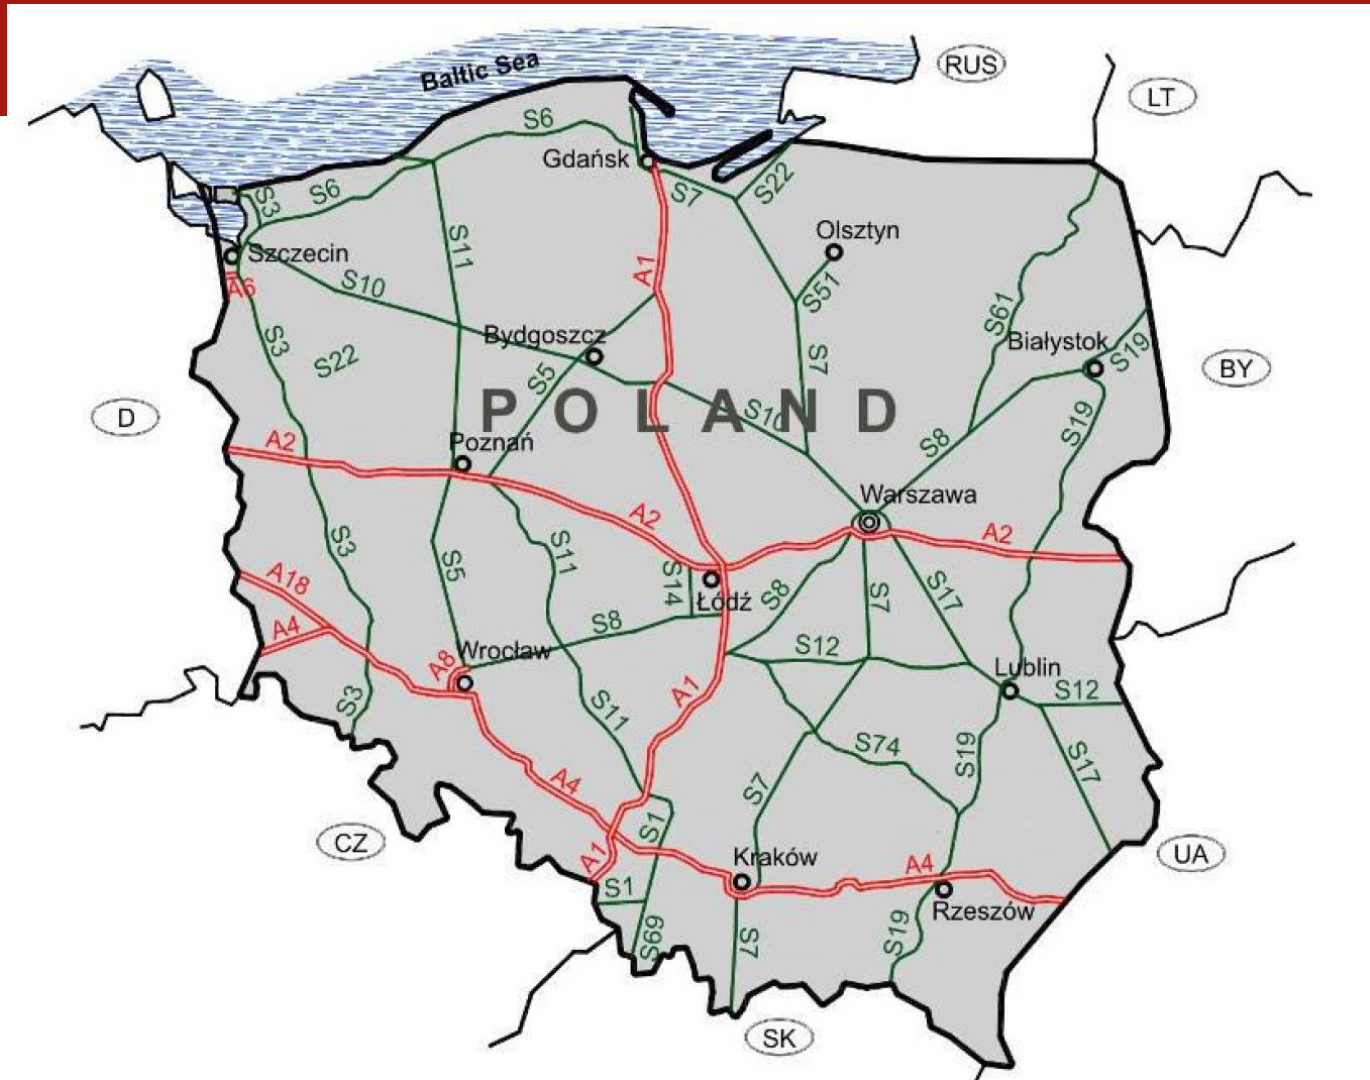 Baltic Sea
RUS
LT
S6
Gdańsk
S7
S22
S3
S6
Olsztyn
S11
Szczecin
A1
A6
S10
S51
S61
Bydgoszcz
Białystok
S19
S3
S22
S7
BY
S5
D
POLAND
S10
S19
A2
Poznań
S8
Warszawa
A2
A2
S3
S11
S5
A18
S14
Łódź
S8
S7
S17
A4
S8
Wrocław
A8
S12
Lublin
S12
A1
S3
S11
S74
S19
S17
A4
S7
S1
CZ
A1
Kraków
A4
UA
S1
Rzeszów
S69
S7
S19
SK